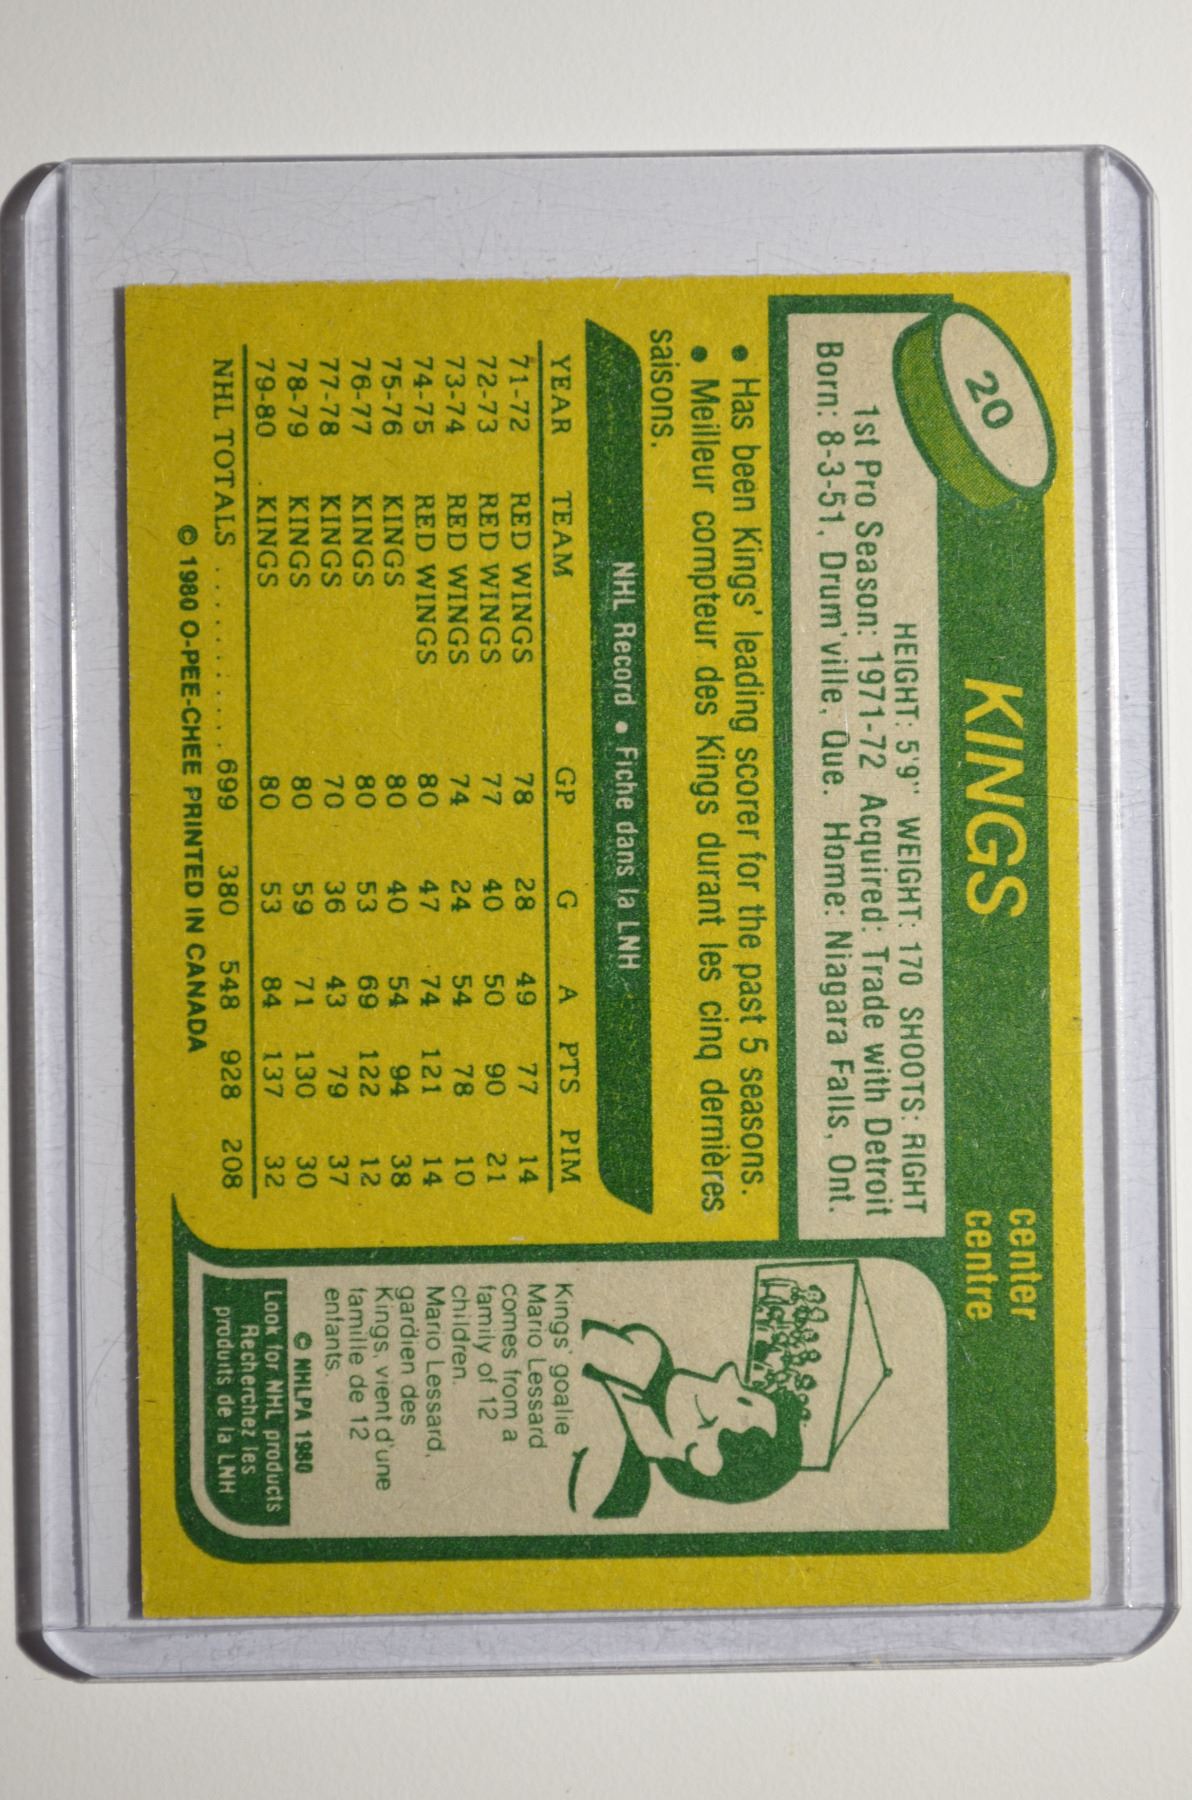 20
KINGS
center
centre
HEIGHT: 5'9" WEIGHT: 170 SHOOTS: RIGHT
1st Pro Season: 1971-72 Acquired: Trade with Detroit
Born: 8-3-51, Drum'ville, Que. Home: Niagara Falls, Ont.
• Has been Kings' leading scorer for the past 5 seasons.
• Meilleur compteur des Kings durant les cinq dernières
saisons.
NHL Record • Fiche dans la LNH
YEAR TEAM GP G A PTS PIM
71-72 RED WINGS 78 28 49 77 14
72-73 RED WINGS 77 40 50 90 21
73-74 RED WINGS 74 24 54 78 10
74-75 RED WINGS 80 47 74 121 14
75-76 KINGS 80 40 54 94 38
76-77 KINGS 80 53 69 122 12
77-78 KINGS 70 36 43 79 37
78-79 KINGS 80 59 71 130 30
79-80 KINGS 80 53 84 137 32
NHL TOTALS ........... 699 380 548 928 208
© 1980 O-PEE-CHEE PRINTED IN CANADA
Kings' goalie
Mario Lessard
comes from a
family of 12
children.
Mario Lessard,
gardien des
Kings, vient d'une
famille de 12
enfants.
© NHLPA 1980
Look for NHL products
Recherchez les
produits de la LNH